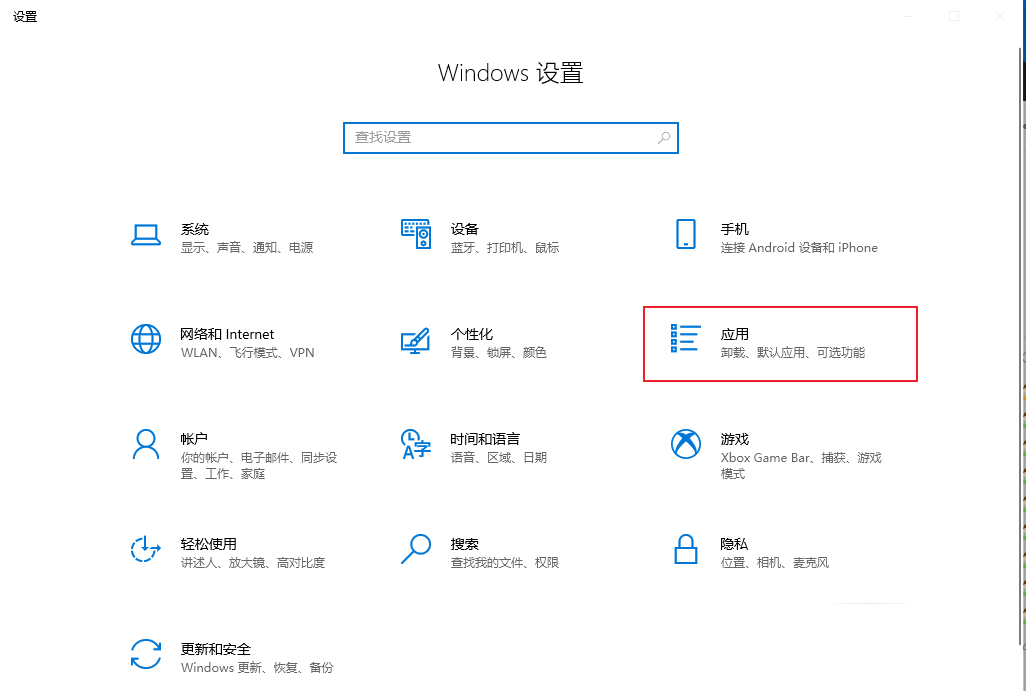 设置
Windows 设置
查找设置
系统
显示、声音、通知、电源
设备
蓝牙、打印机、鼠标
手机
连接 Android 设备和 iPhone
网络和 Internet
WLAN、飞行模式、VPN
个性化
背景、锁屏、颜色
应用
卸载、默认应用、可选功能
帐户
你的帐户、电子邮件、同步设
置、工作、家庭
时间和语言
语音、区域、日期
游戏
Xbox Game Bar、捕获、游戏
模式
轻松使用
讲述人、放大镜、高对比度
搜索
查找我的文件、权限
隐私
位置、相机、麦克风
更新和安全
Windows 更新、恢复、备份